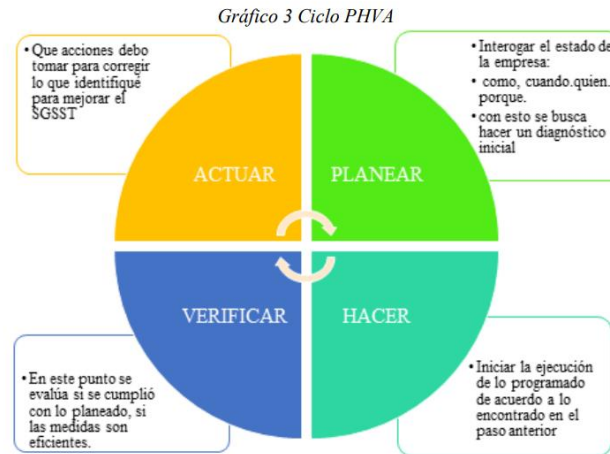 Gráfico 3 Ciclo PHVA
• Que acciones debo
tomar para corregir
lo que identifiqué
para mejorar el
SGSST
• Interogar el estado de
la empresa:
• como, cuando.quien.
porque.
• con esto se busca
hacer un diagnóstico
inicial
ACTUAR
PLANEAR
VERIFICAR
HACER
• En este punto se
evalúa si se cumplió
con lo planeado, si
las medidas son
eficientes.
• Iniciar la ejecución
de lo programado
de acuerdo a lo
encontrado en el
paso anterior